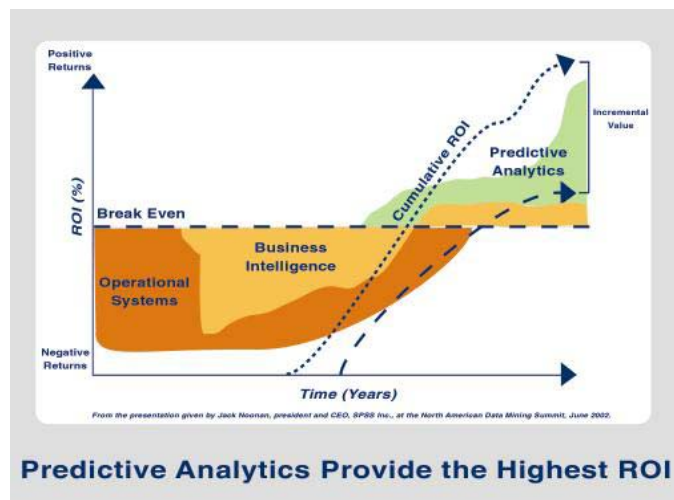 Positive
Returns
Incremental
Value
Cumulative ROI
Predictive
Analytics
ROI (%)
Break Even
Business
Intelligence
Operational
Systems
Negative
Returns
Time (Years)
From the presentation given by Jack Noonan, president and CEO, SPSS Inc., at the North American Data Mining Summit, June 2002.
Predictive Analytics Provide the Highest ROI